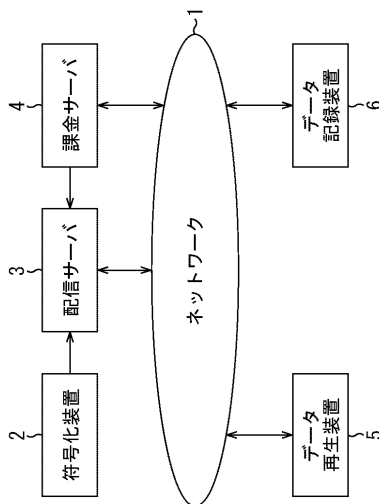 2
符号化装置
3
配信サーバ
4
課金サーバ
1
ネットワーク
データ
再生装置
5
データ
記録装置
6